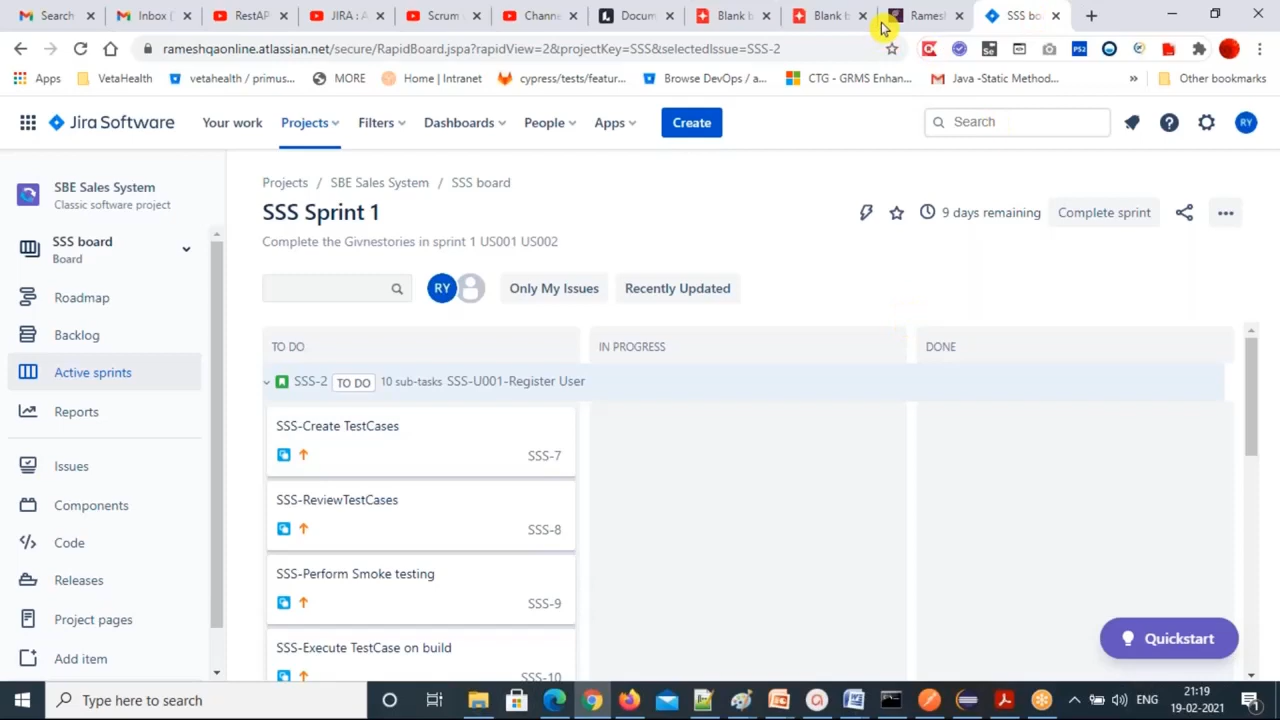 Search
Inbox (
RestAP
JIRA : A
Scrum
Chann
Docum
Blank b
Blank b
Rames
SSS bo
rameshqaonline.atlassian.net/secure/RapidBoard.jspa?rapidView=2&projectKey=SSS&selectedIssue=SSS-2
Apps
VetaHealth
vetahealth / primus...
MORE
Home | Intranet
cypress/tests/featur...
Browse DevOps / a...
CTG - GRMS Enhan...
Java -Static Method...
»
Other bookmarks
Jira Software
Your work
Projects
Filters
Dashboards
People
Apps
Create
Search
RY
SBE Sales System
Classic software project
SSS board
Board
Roadmap
Backlog
Active sprints
Reports
Issues
Components
Code
Releases
Project pages
Add item
Projects / SBE Sales System / SSS board
SSS Sprint 1
9 days remaining
Complete sprint
Complete the Givnestories in sprint 1 US001 US002
RY
Only My Issues
Recently Updated
TO DO
IN PROGRESS
DONE
SSS-2 TO DO 10 sub-tasks SSS-U001-Register User
SSS-Create TestCases
SSS-7
SSS-ReviewTestCases
SSS-8
SSS-Perform Smoke testing
SSS-9
SSS-Execute TestCase on build
SSS-10
Quickstart
Type here to search
ENG
21:19
19-02-2021